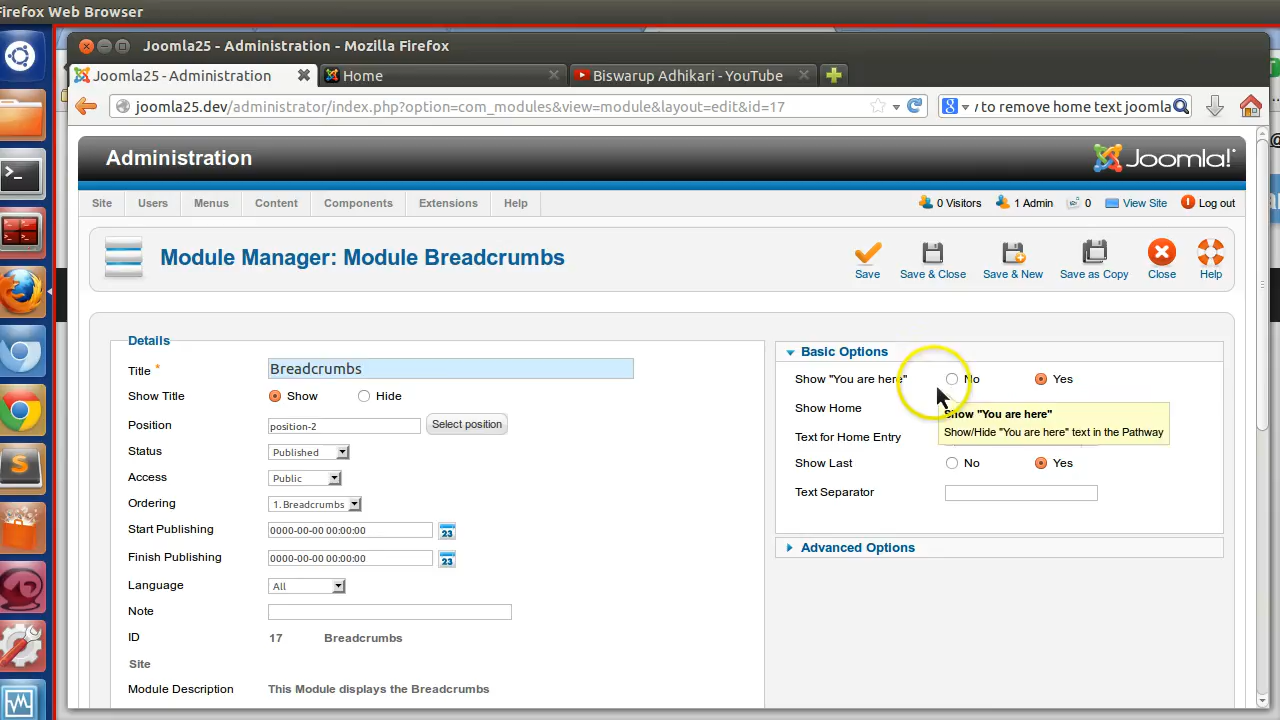 Firefox Web Browser
Joomla25 - Administration - Mozilla Firefox
Joomla25 - Administration
Home
Biswarup Adhikari - YouTube
joomla25.dev/administrator/index.php?option=com_modules&view=module&layout=edit&id=17
to remove home text joomla
Administration
Joomla!
Site Users Menus Content Components Extensions Help
0 Visitors 1 Admin 0 View Site Log out
Module Manager: Module Breadcrumbs
Save Save & Close Save & New Save as Copy Close Help
Details
Title * Breadcrumbs
Show Title Show Hide
Position position-2 Select position
Status Published
Access Public
Ordering 1. Breadcrumbs
Start Publishing 0000-00-00 00:00:00 23
Finish Publishing 0000-00-00 00:00:00 23
Language All
Note
ID 17 Breadcrumbs
Site
Module Description This Module displays the Breadcrumbs
Basic Options
Show "You are here" No Yes
Show "You are here"
Show/Hide "You are here" text in the Pathway
Show Home
Text for Home Entry
Show Last No Yes
Text Separator
Advanced Options